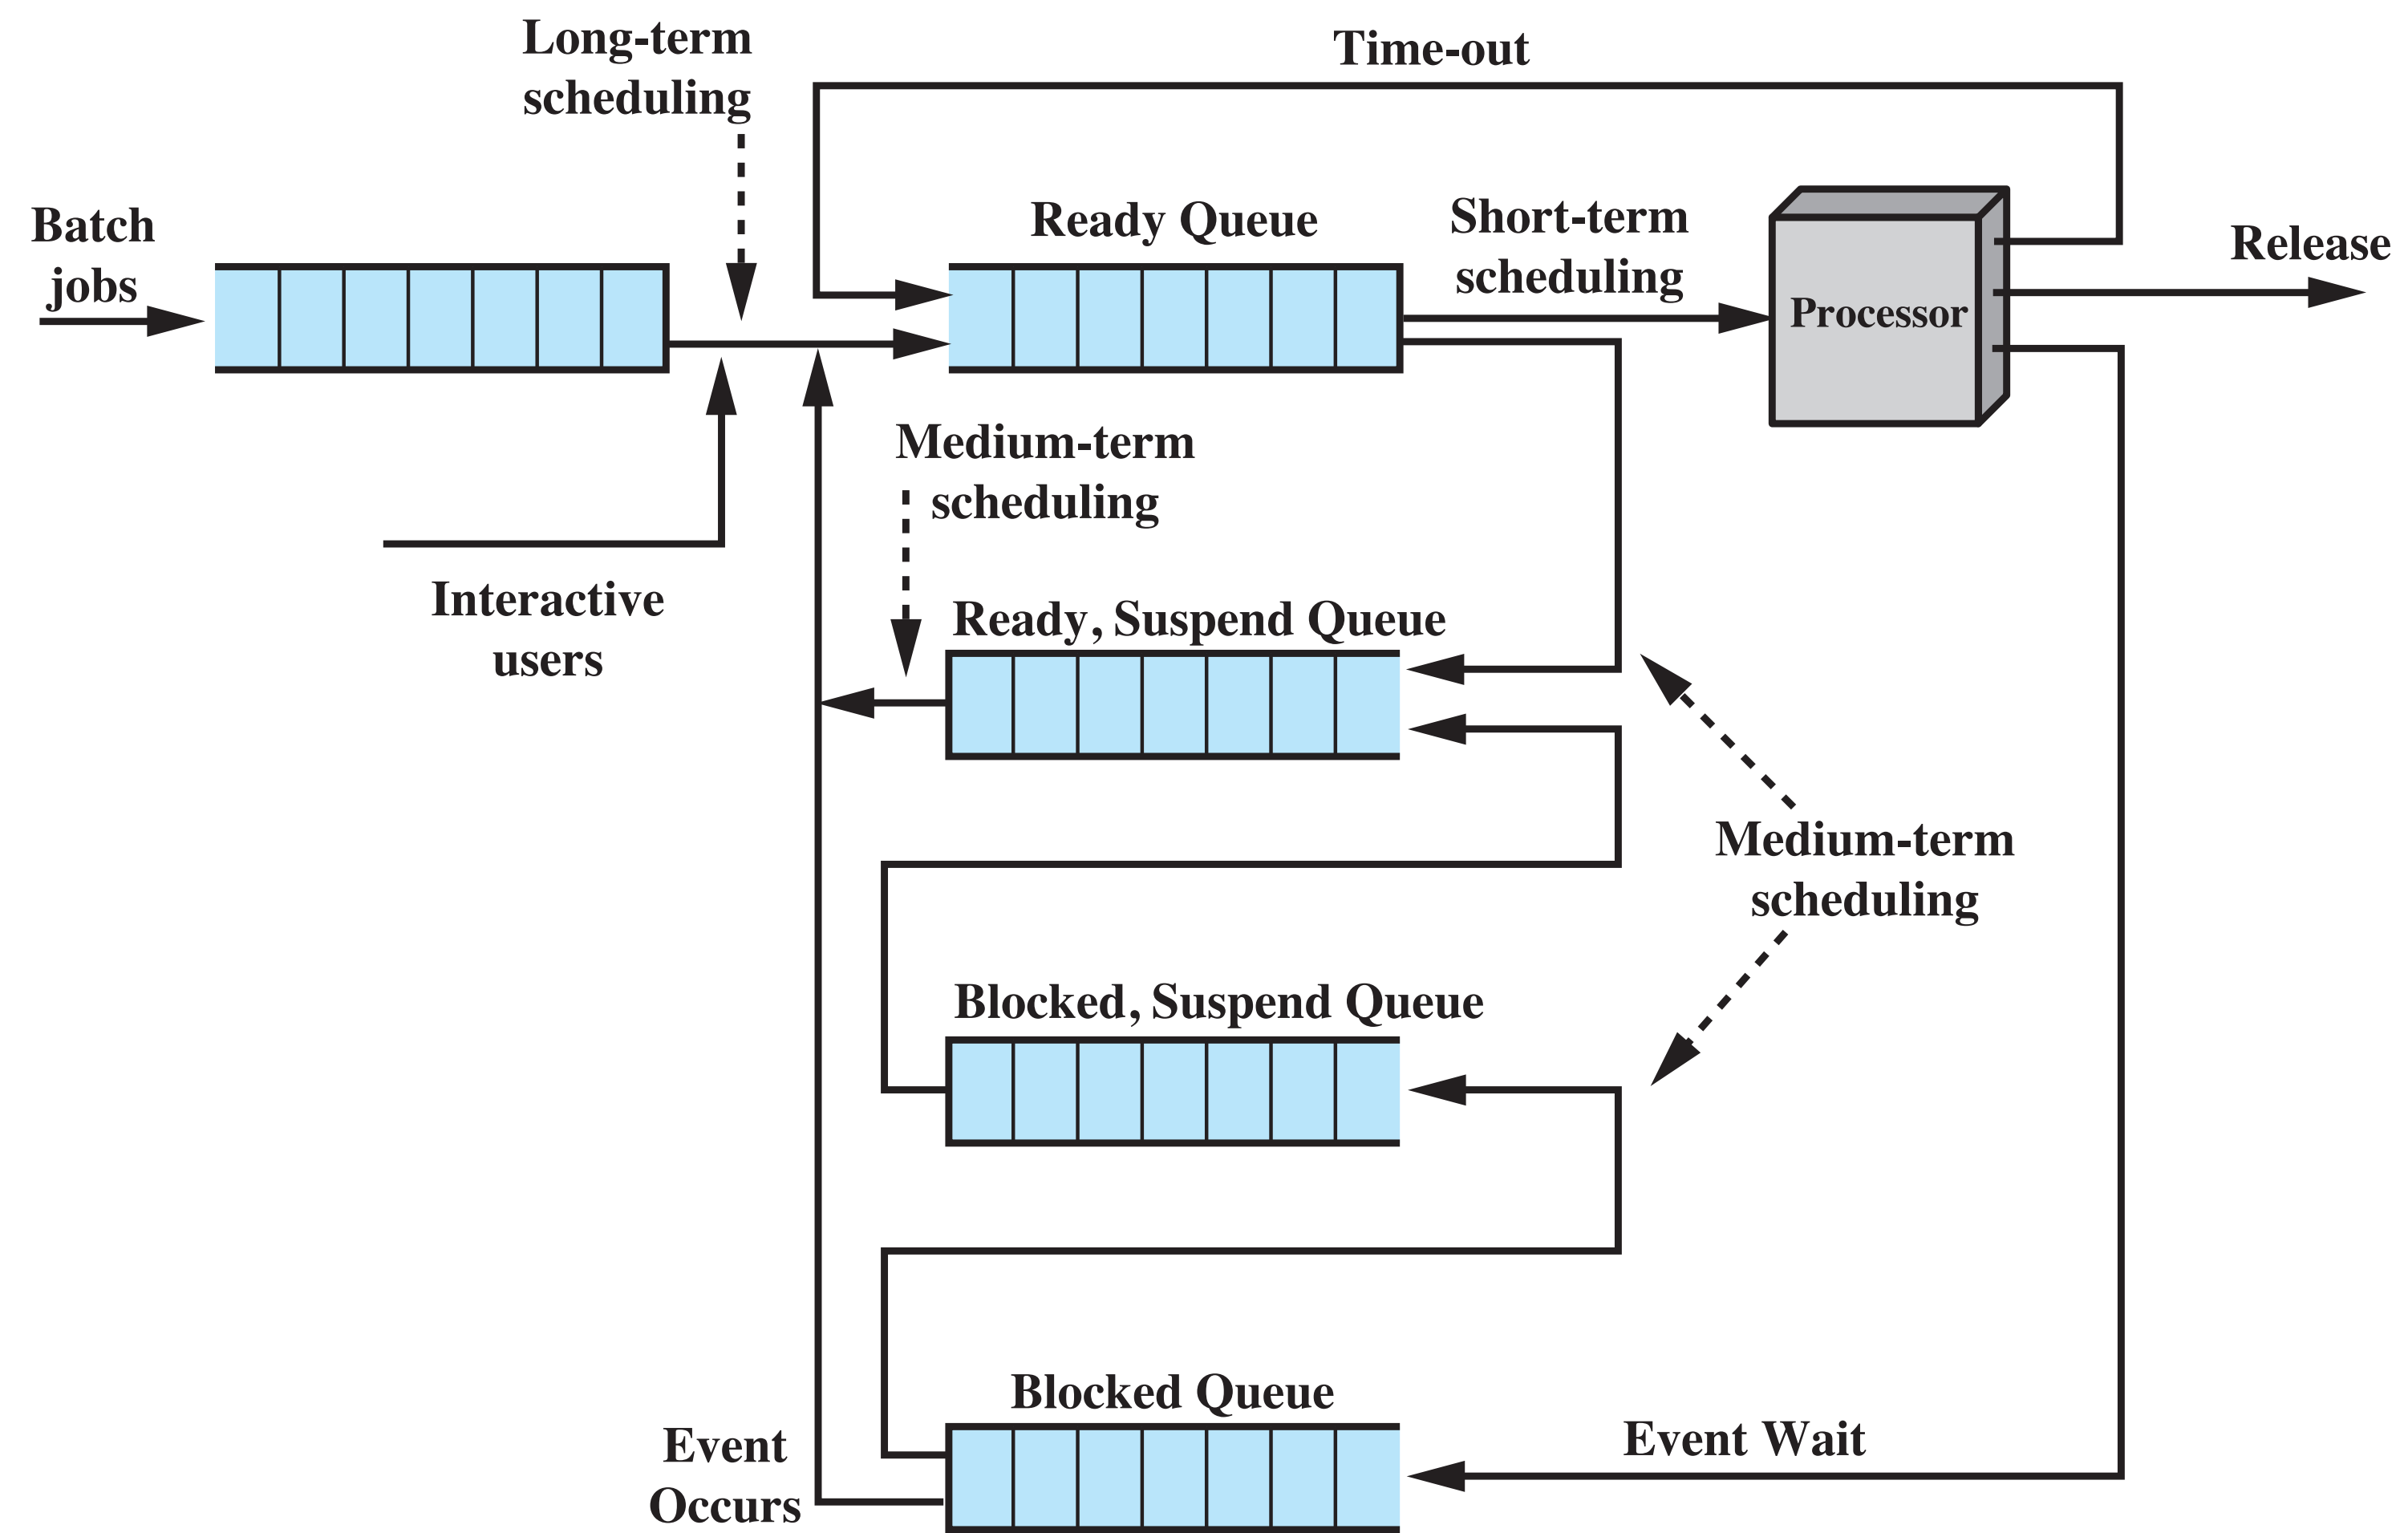 Long-term
scheduling
Time-out
Batch
jobs
Ready Queue
Short-term
scheduling
Processor
Release
Medium-term
scheduling
Interactive
users
Ready, Suspend Queue
Medium-term
scheduling
Blocked, Suspend Queue
Blocked Queue
Event
Occurs
Event Wait